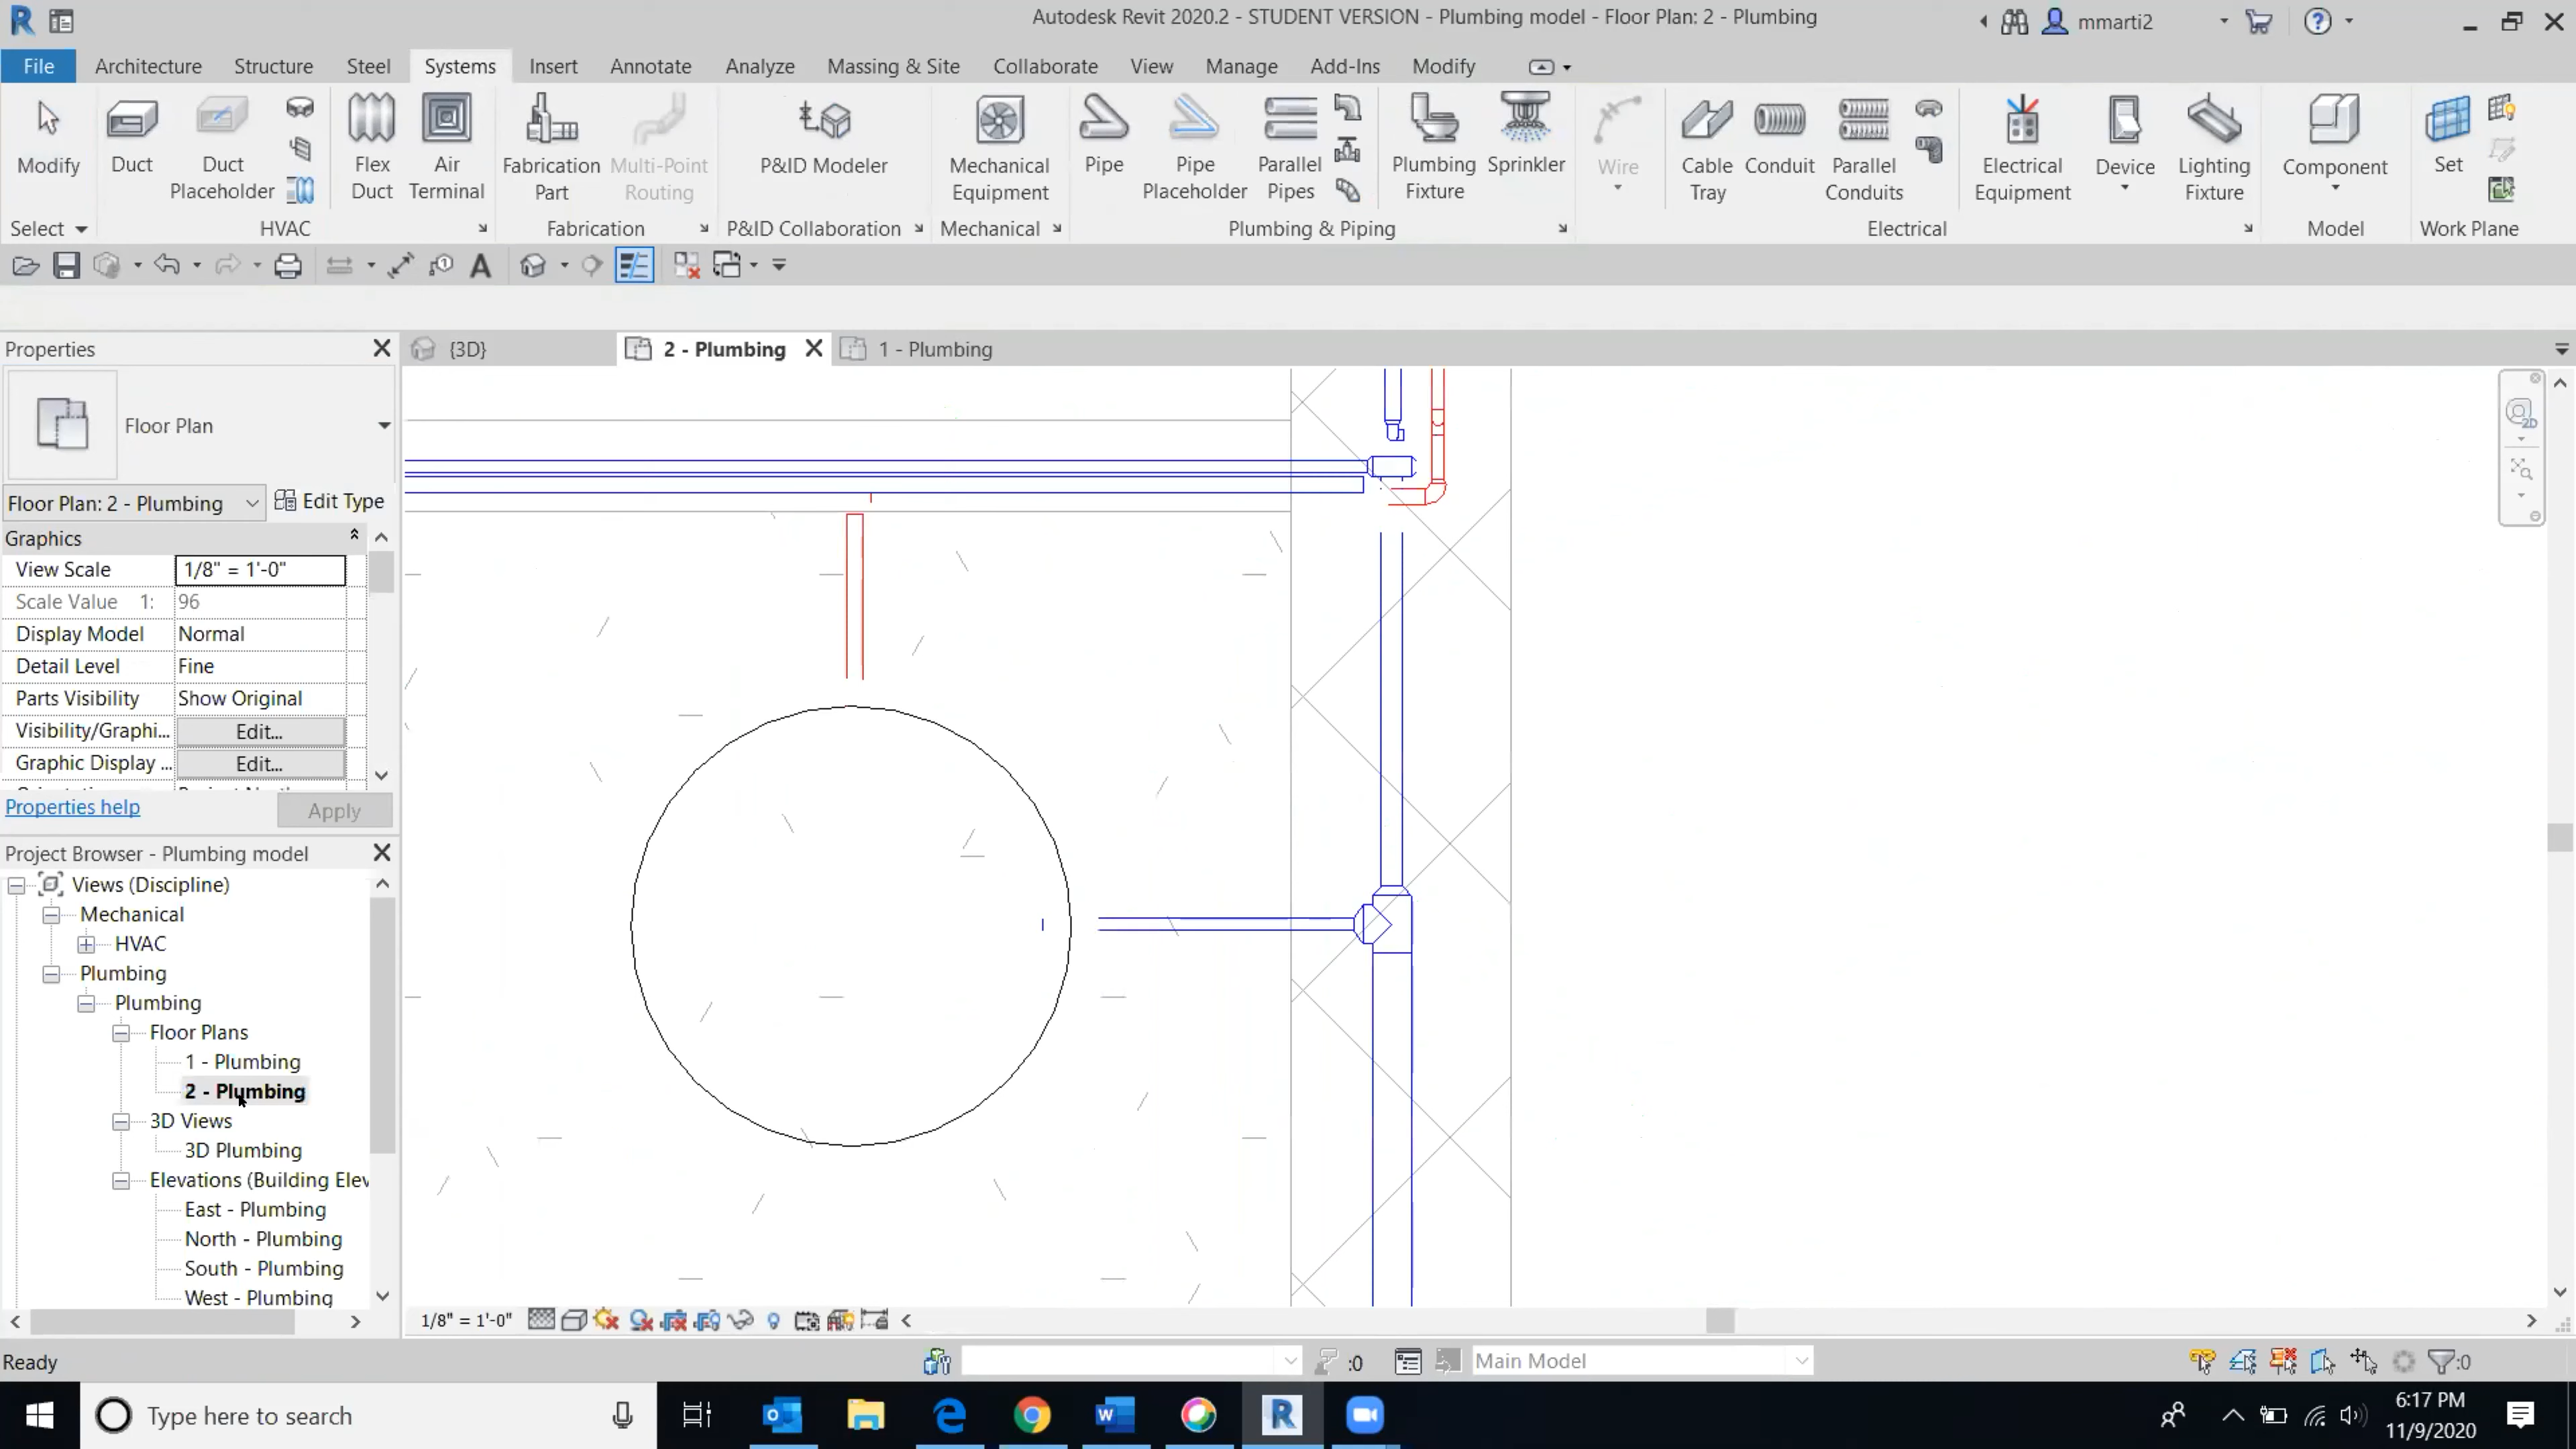 Autodesk Revit 2020.2 - STUDENT VERSION - Plumbing model - Floor Plan: 2 - Plumbing
mmarti2
File Architecture Structure Steel Systems Insert Annotate Analyze Massing & Site Collaborate View Manage Add-Ins Modify
Modify
Duct
Duct
Placeholder
Flex
Duct
Air
Terminal
Fabrication
Part
Multi-Point
Routing
P&ID Modeler
Mechanical
Equipment
Pipe
Pipe
Placeholder
Parallel
Pipes
Plumbing
Fixture
Sprinkler
Wire
Cable
Tray
Conduit
Parallel
Conduits
Electrical
Equipment
Device
Lighting
Fixture
Component
Set
Select HVAC Fabrication P&ID Collaboration Mechanical Plumbing & Piping Electrical Model Work Plane
A
Properties
{3D} 2 - Plumbing 1 - Plumbing
2D
Floor Plan
Floor Plan: 2 - Plumbing Edit Type
Graphics
View Scale 1/8" = 1'-0"
Scale Value 1: 96
Display Model Normal
Detail Level Fine
Parts Visibility Show Original
Visibility/Graphi... Edit...
Graphic Display ... Edit...
Properties help Apply
Project Browser - Plumbing model
Views (Discipline)
Mechanical
HVAC
Plumbing
Plumbing
Floor Plans
1 - Plumbing
2 - Plumbing
3D Views
3D Plumbing
Elevations (Building Elev
East - Plumbing
North - Plumbing
South - Plumbing
West - Plumbing
1/8" = 1'-0"
Ready :0 Main Model :0
Type here to search
6:17 PM
11/9/2020